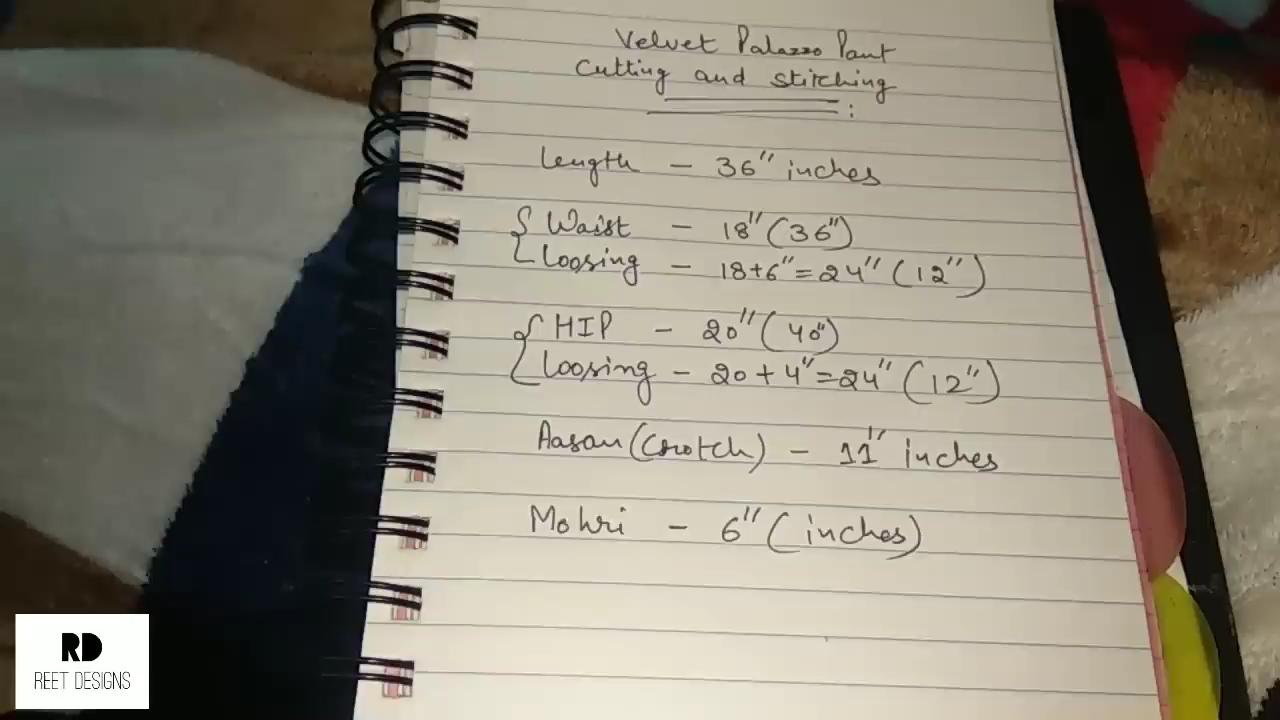 Velvet Palazzo Pant
Cutting and stitching
:
Length - 36" inches
Waist - 18" (36")
Loosing - 18+6" = 24" (12")
HIP - 20" (40")
Loosing - 20 + 4" = 24" (12")
Aasan (Crotch) - 11" inches
Mohri - 6" (inches)
RD
REET DESIGNS